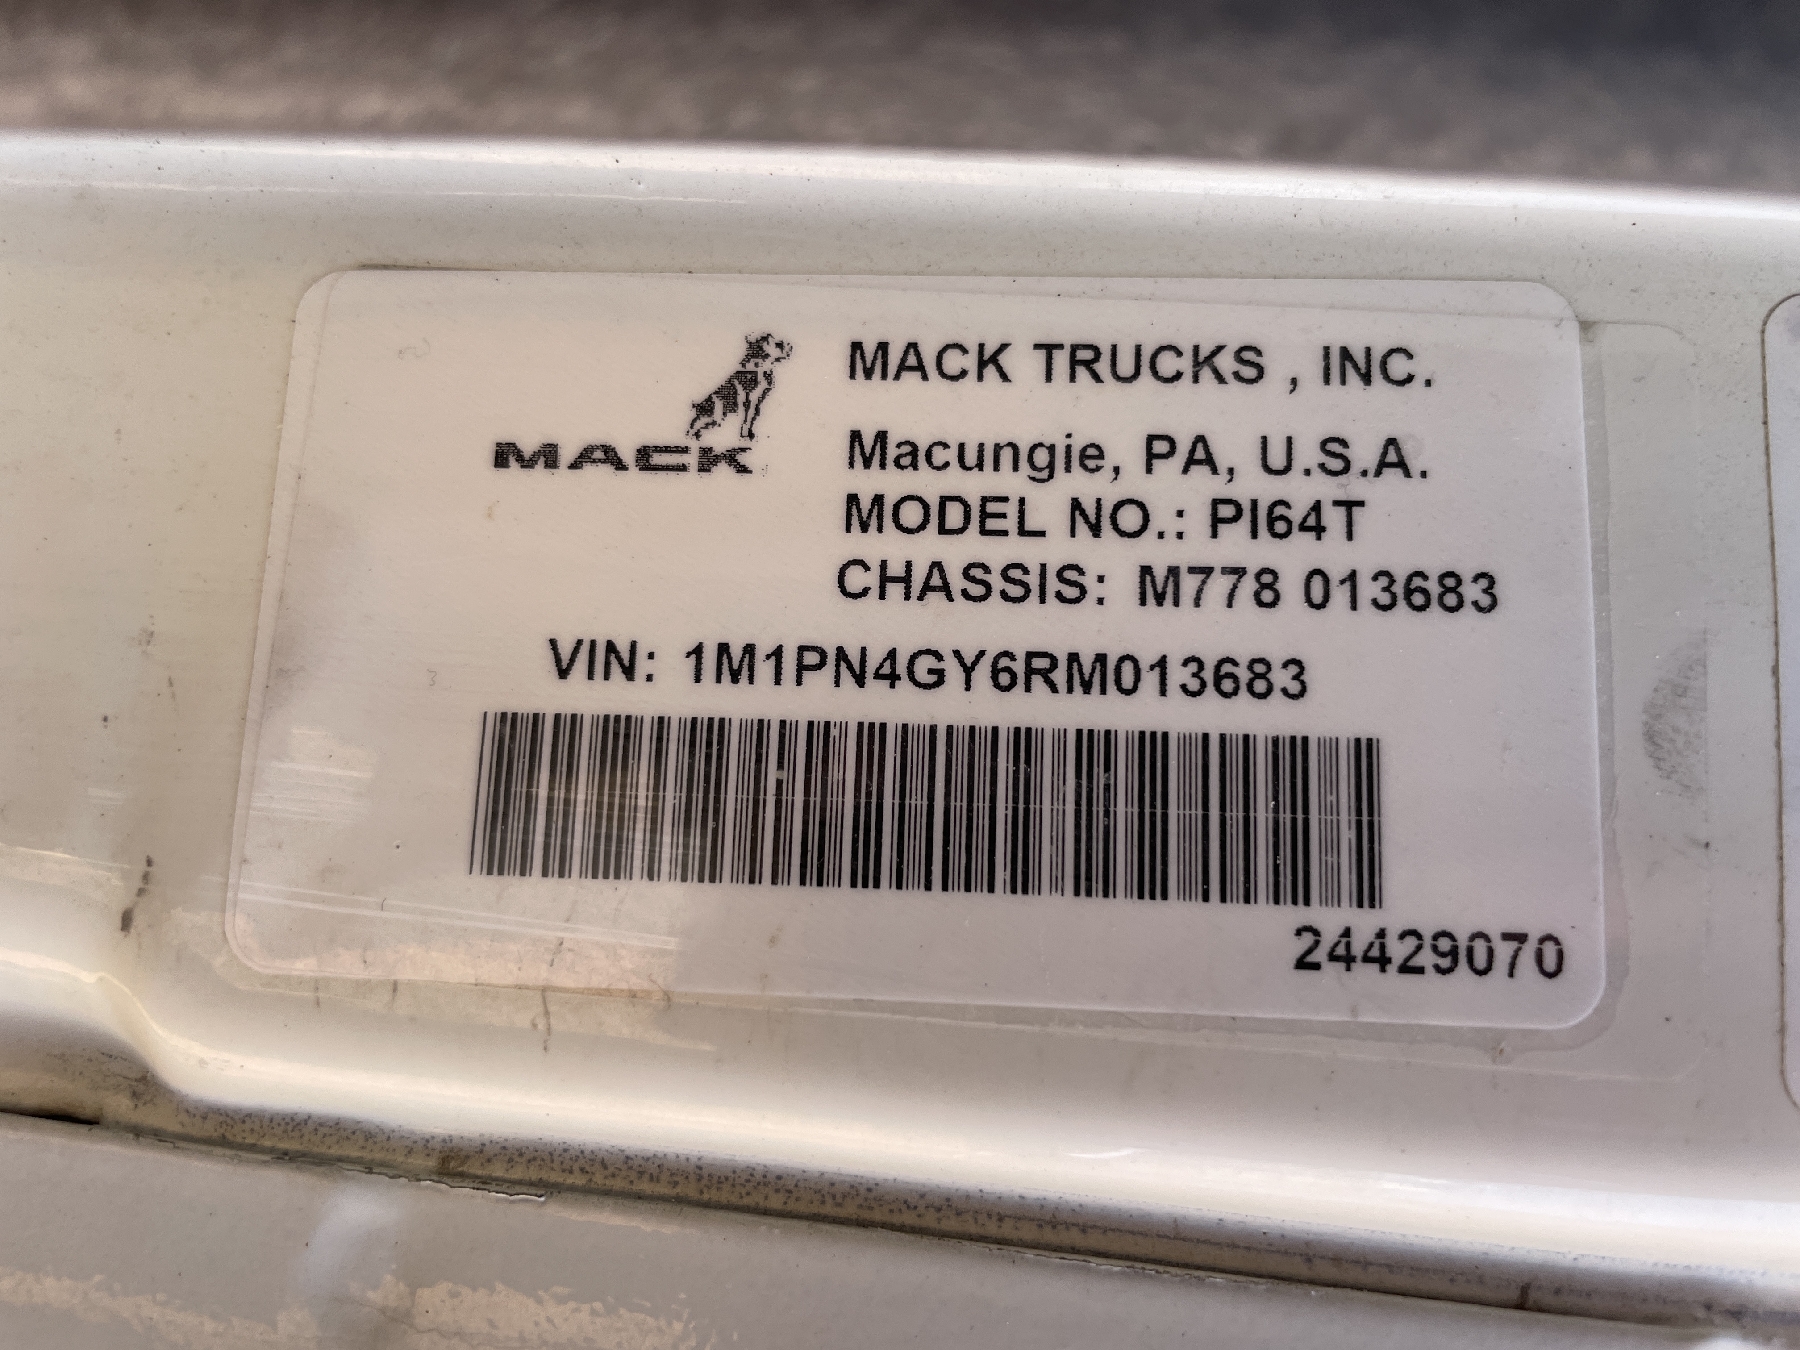 MACK TRUCKS , INC.
MACK
Macungie, PA, U.S.A.
MODEL NO.: PI64T
CHASSIS: M778 013683
VIN: 1M1PN4GY6RM013683
24429070